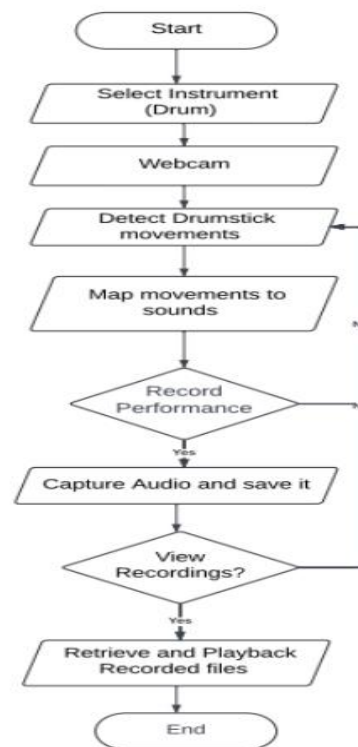 Start
Select Instrument
(Drum)
Webcam
Detect Drumstick
movements
Map movements to
sounds
Record
Performance
Yes
Capture Audio and save it
View
Recordings?
Yes
Retrieve and Playback
Recorded files
End